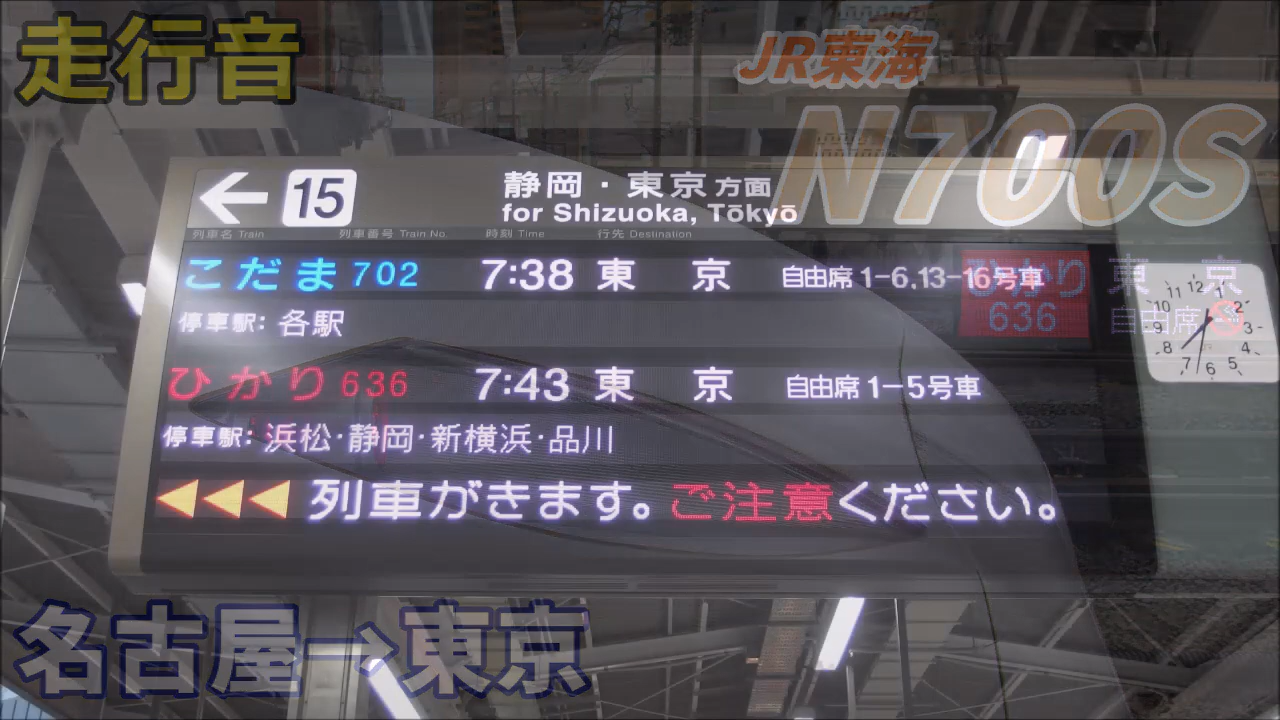 走行音
JR東海
N700S
← 15
静岡・東京方面
for Shizuoka, Tōkyō
列車名 Train 列車番号 Train No. 時刻 Time 行先 Destination
こだま 702 7:38 東 京 自由席 1-6,13-16号車
停車駅: 各駅
ひかり 636 7:43 東 京 自由席 1-5号車
停車駅: 浜松・静岡・新横浜・品川
◀◀◀ 列車がきます。ご注意ください。
ひかり
636
東 京
自由席
11 12 1 2 3 4 5 6 7 8 9 10
名古屋→東京